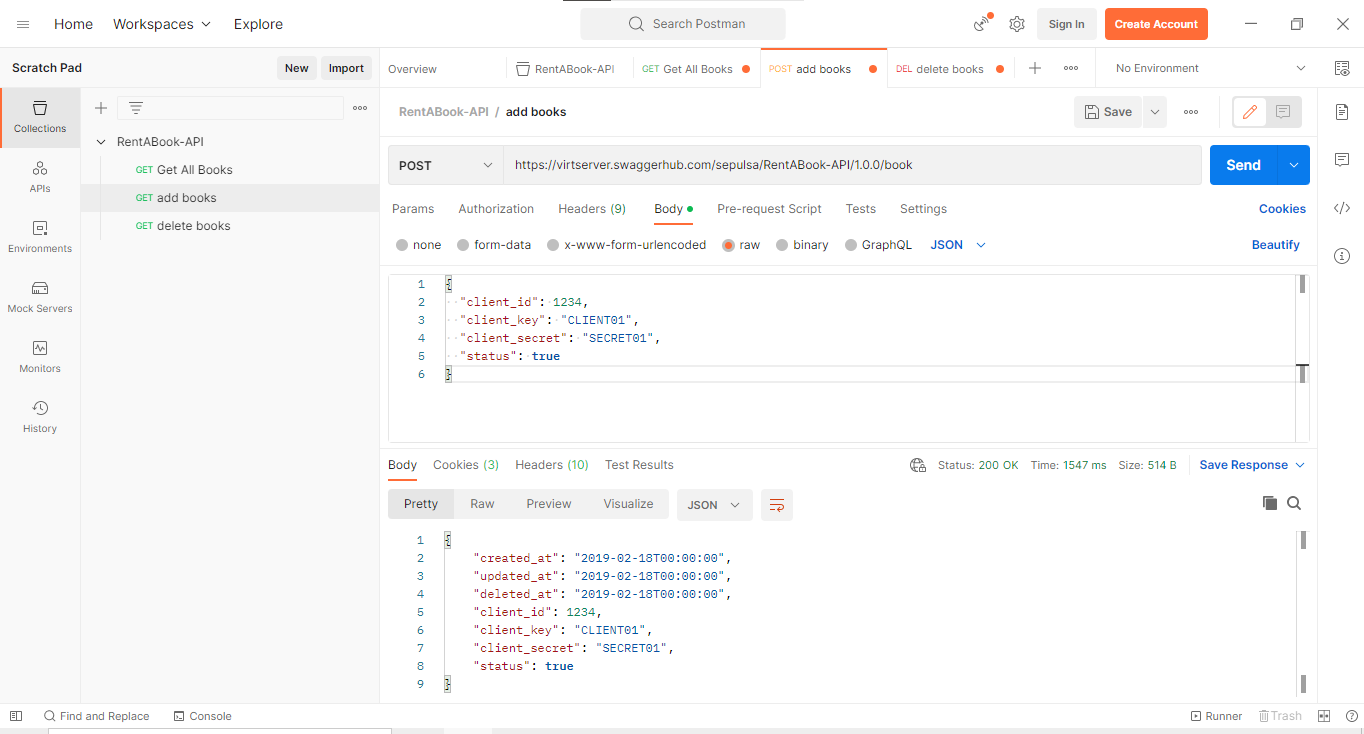 Home Workspaces Explore Search Postman Sign In Create Account
Scratch Pad New Import Overview RentABook-API GET Get All Books POST add books DEL delete books No Environment
Collections
APIs
Environments
Mock Servers
Monitors
History
RentABook-API
GET Get All Books
GET add books
GET delete books
RentABook-API / add books Save
POST https://virtserver.swaggerhub.com/sepulsa/RentABook-API/1.0.0/book Send
Params Authorization Headers (9) Body Pre-request Script Tests Settings Cookies
none form-data x-www-form-urlencoded raw binary GraphQL JSON Beautify
1 {
2 "client_id": 1234,
3 "client_key": "CLIENT01",
4 "client_secret": "SECRET01",
5 "status": true
6 }
Body Cookies (3) Headers (10) Test Results Status: 200 OK Time: 1547 ms Size: 514 B Save Response
Pretty Raw Preview Visualize JSON
1 {
2 "created_at": "2019-02-18T00:00:00",
3 "updated_at": "2019-02-18T00:00:00",
4 "deleted_at": "2019-02-18T00:00:00",
5 "client_id": 1234,
6 "client_key": "CLIENT01",
7 "client_secret": "SECRET01",
8 "status": true
9 }
Find and Replace Console Runner Trash